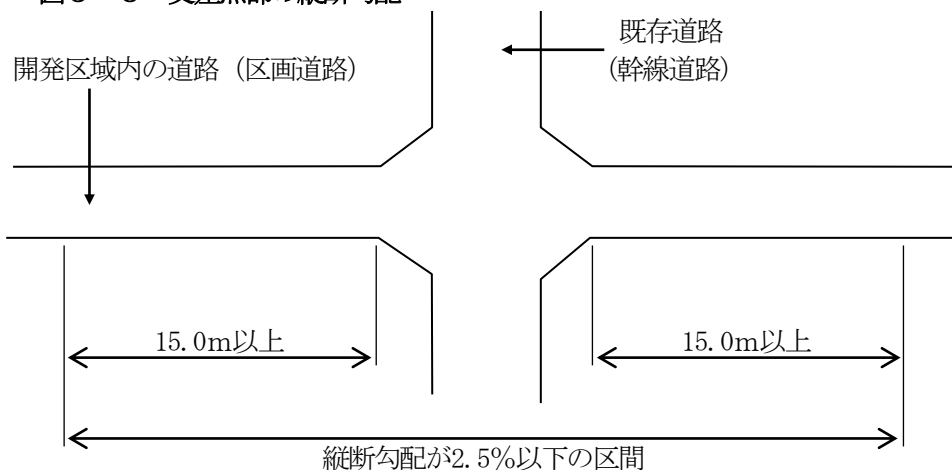 既存道路
(幹線道路)
開発区域内の道路（区画道路）
15.0m以上
15.0m以上
縦断勾配が2.5%以下の区間